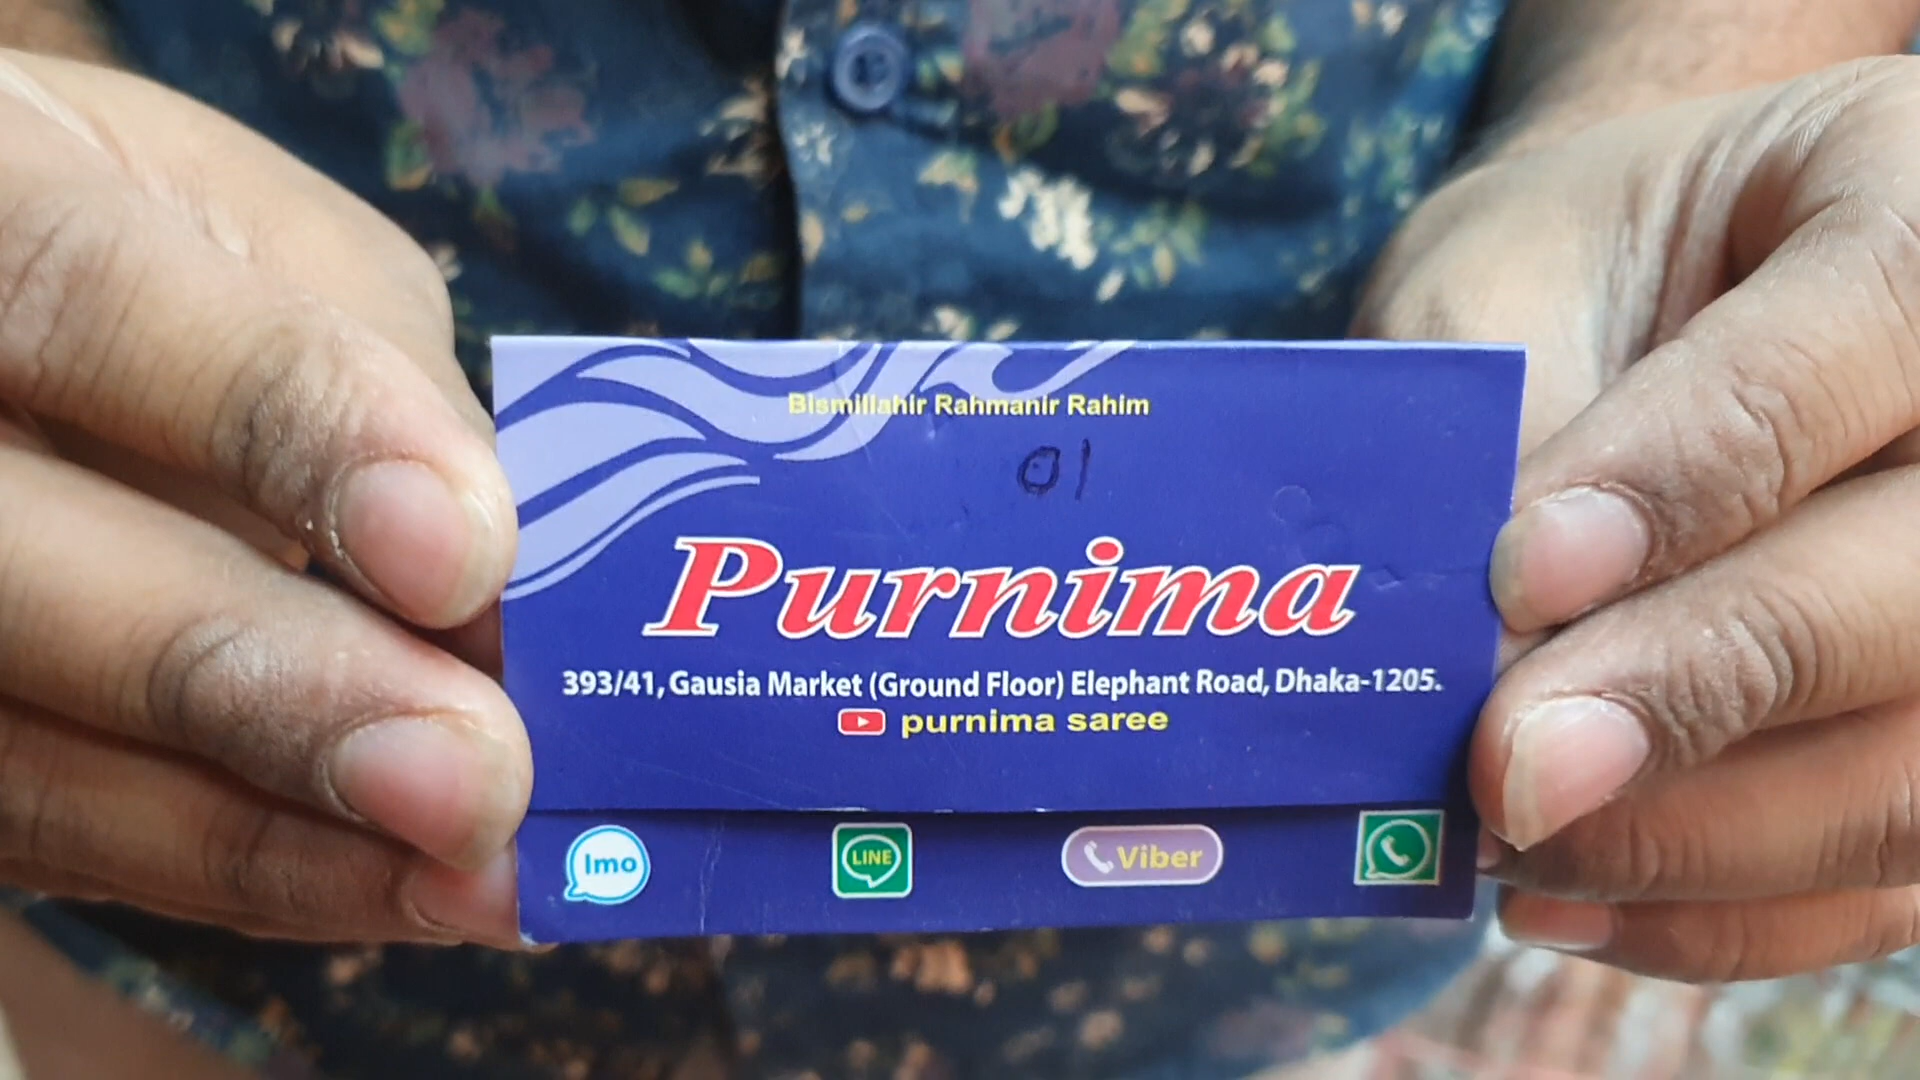 Bismillahir Rahmanir Rahim
01
Purnima
393/41, Gausia Market (Ground Floor) Elephant Road, Dhaka-1205.
purnima saree
Imo LINE Viber